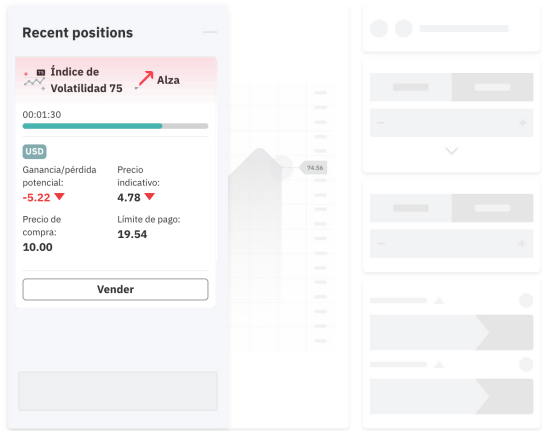 Recent positions
Índice de
Volatilidad 75
Alza
00:01:30
USD
Ganancia/pérdida
potencial:
-5.22
Precio
indicativo:
4.78
Precio de
compra:
10.00
Límite de pago:
19.54
Vender
74.56